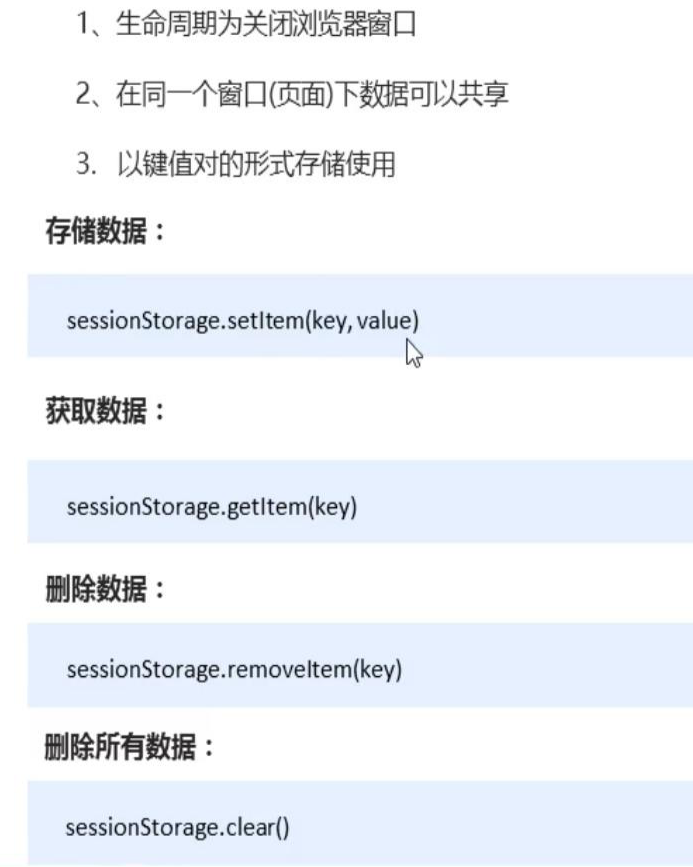 1、生命周期为关闭浏览器窗口
2、在同一个窗口(页面)下数据可以共享
3. 以键值对的形式存储使用
存储数据：
sessionStorage.setItem(key, value)
获取数据：
sessionStorage.getItem(key)
删除数据：
sessionStorage.removeItem(key)
删除所有数据：
sessionStorage.clear()